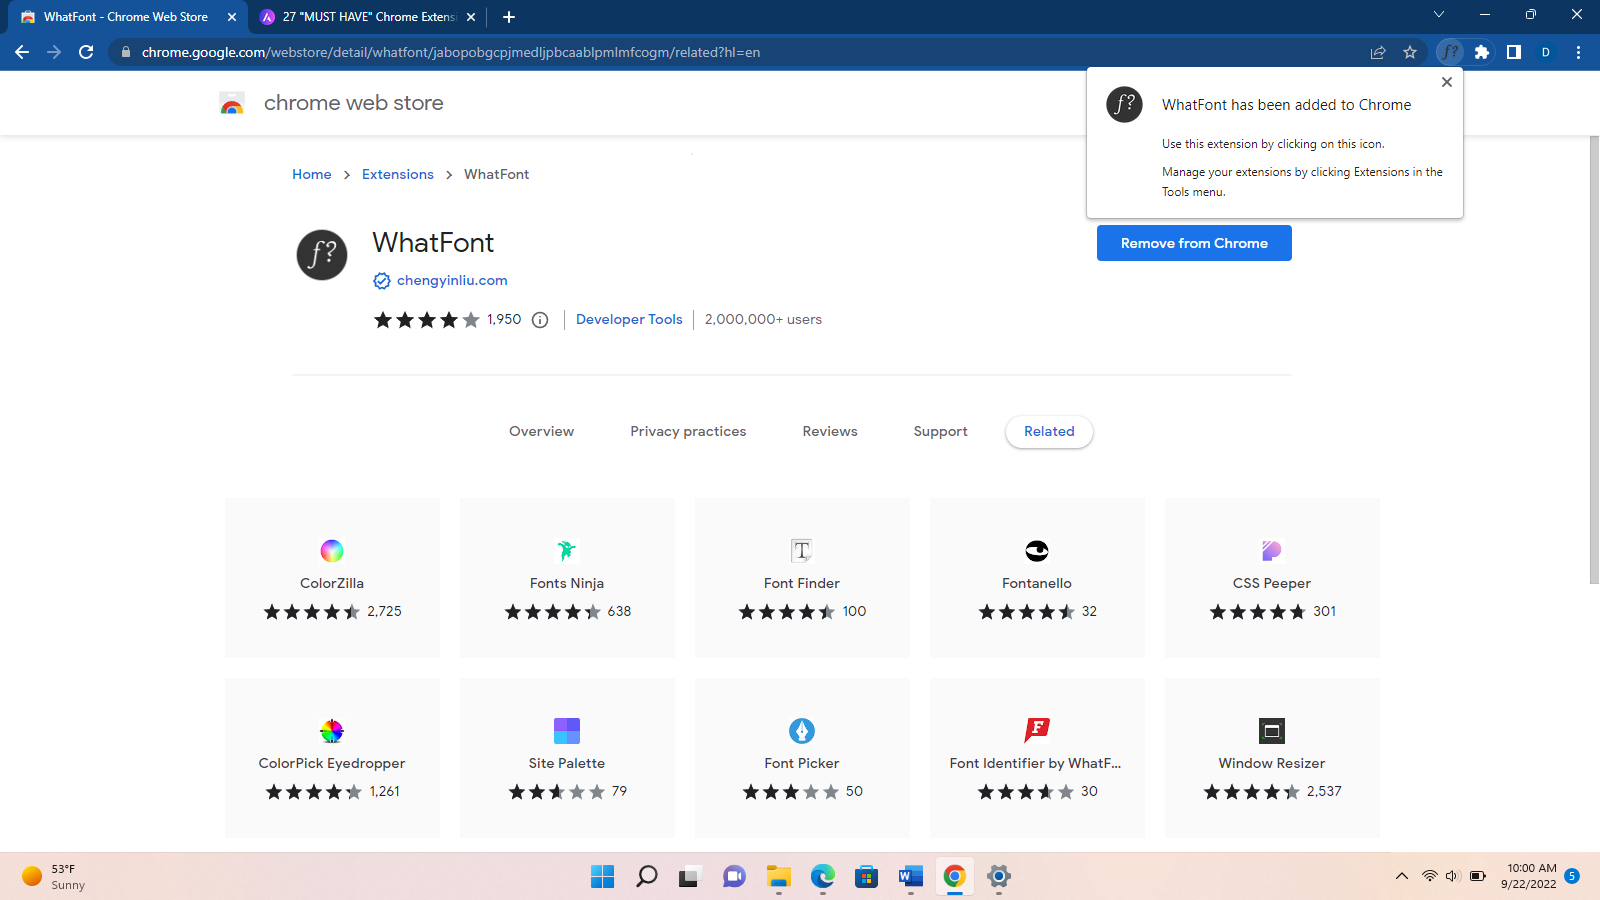 WhatFont - Chrome Web Store
27 "MUST HAVE" Chrome Extensi
chrome.google.com/webstore/detail/whatfont/jabopobgcpjmedljpbcaablpmlmfcogm/related?hl=en
f?
D
chrome web store
f?
WhatFont has been added to Chrome
Use this extension by clicking on this icon.
Manage your extensions by clicking Extensions in the
Tools menu.
Home
Extensions
WhatFont
f?
WhatFont
Remove from Chrome
chengyinliu.com
1,950
Developer Tools
2,000,000+ users
Overview
Privacy practices
Reviews
Support
Related
ColorZilla
2,725
Fonts Ninja
638
T
Font Finder
100
Fontanello
32
CSS Peeper
301
ColorPick Eyedropper
1,261
Site Palette
79
Font Picker
50
F
Font Identifier by WhatF...
30
Window Resizer
2,537
53°F
Sunny
W
10:00 AM
9/22/2022
5